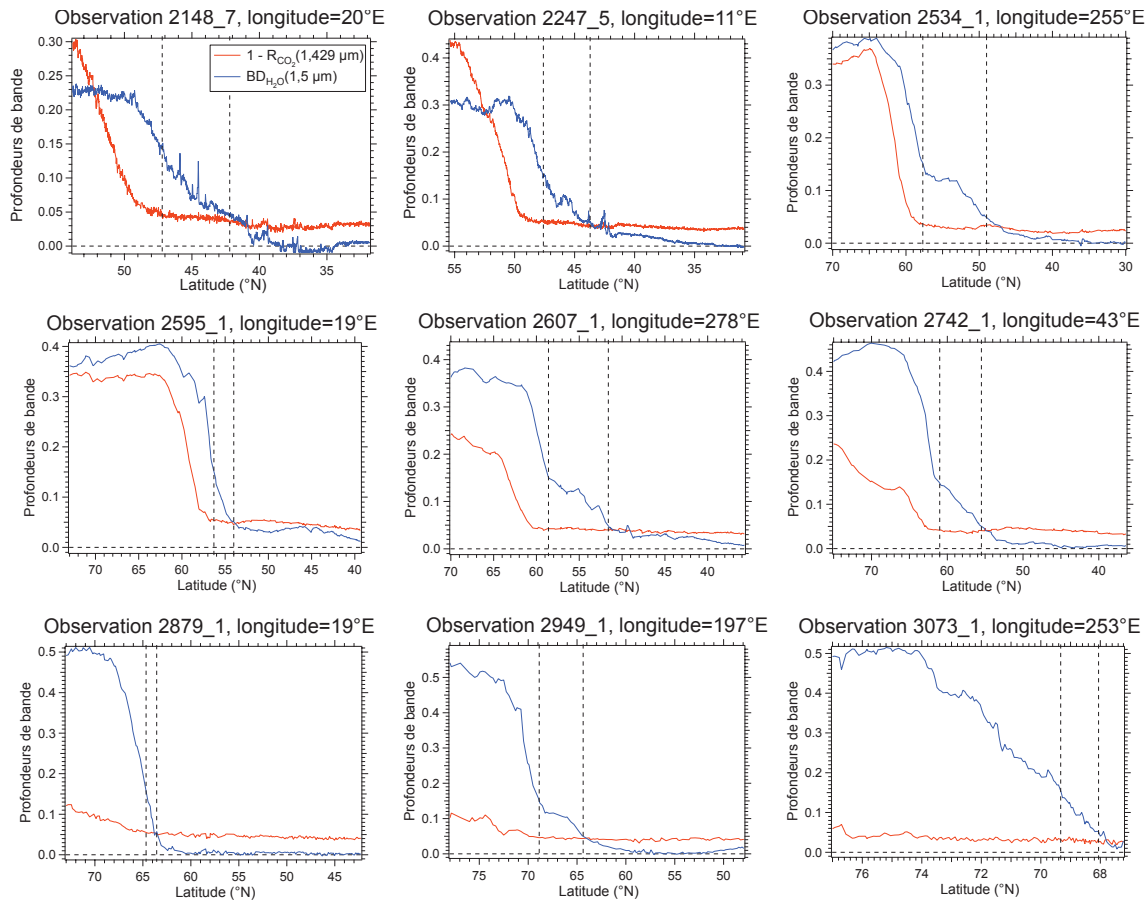 Observation 2148_7, longitude=20°E
0.30
0.25
0.20
0.15
0.10
0.05
0.00
Profondeurs de bande
1 - R_CO₂(1,429 µm)
BD_H₂O(1,5 µm)
50 45 40 35
Latitude (°N)
Observation 2247_5, longitude=11°E
0.4
0.3
0.2
0.1
0.0
Profondeurs de bande
55 50 45 40 35
Latitude (°N)
Observation 2534_1, longitude=255°E
0.3
0.2
0.1
0.0
Profondeurs de bande
70 60 50 40 30
Latitude (°N)
Observation 2595_1, longitude=19°E
0.4
0.3
0.2
0.1
0.0
Profondeurs de bande
70 65 60 55 50 45 40
Latitude (°N)
Observation 2607_1, longitude=278°E
0.4
0.3
0.2
0.1
0.0
Profondeurs de bande
70 60 50 40
Latitude (°N)
Observation 2742_1, longitude=43°E
0.4
0.3
0.2
0.1
0.0
Profondeurs de bande
70 60 50 40
Latitude (°N)
Observation 2879_1, longitude=19°E
0.5
0.4
0.3
0.2
0.1
0.0
Profondeurs de bande
70 65 60 55 50 45
Latitude (°N)
Observation 2949_1, longitude=197°E
0.5
0.4
0.3
0.2
0.1
0.0
Profondeurs de bande
75 70 65 60 55 50
Latitude (°N)
Observation 3073_1, longitude=253°E
0.5
0.4
0.3
0.2
0.1
0.0
Profondeurs de bande
76 74 72 70 68
Latitude (°N)